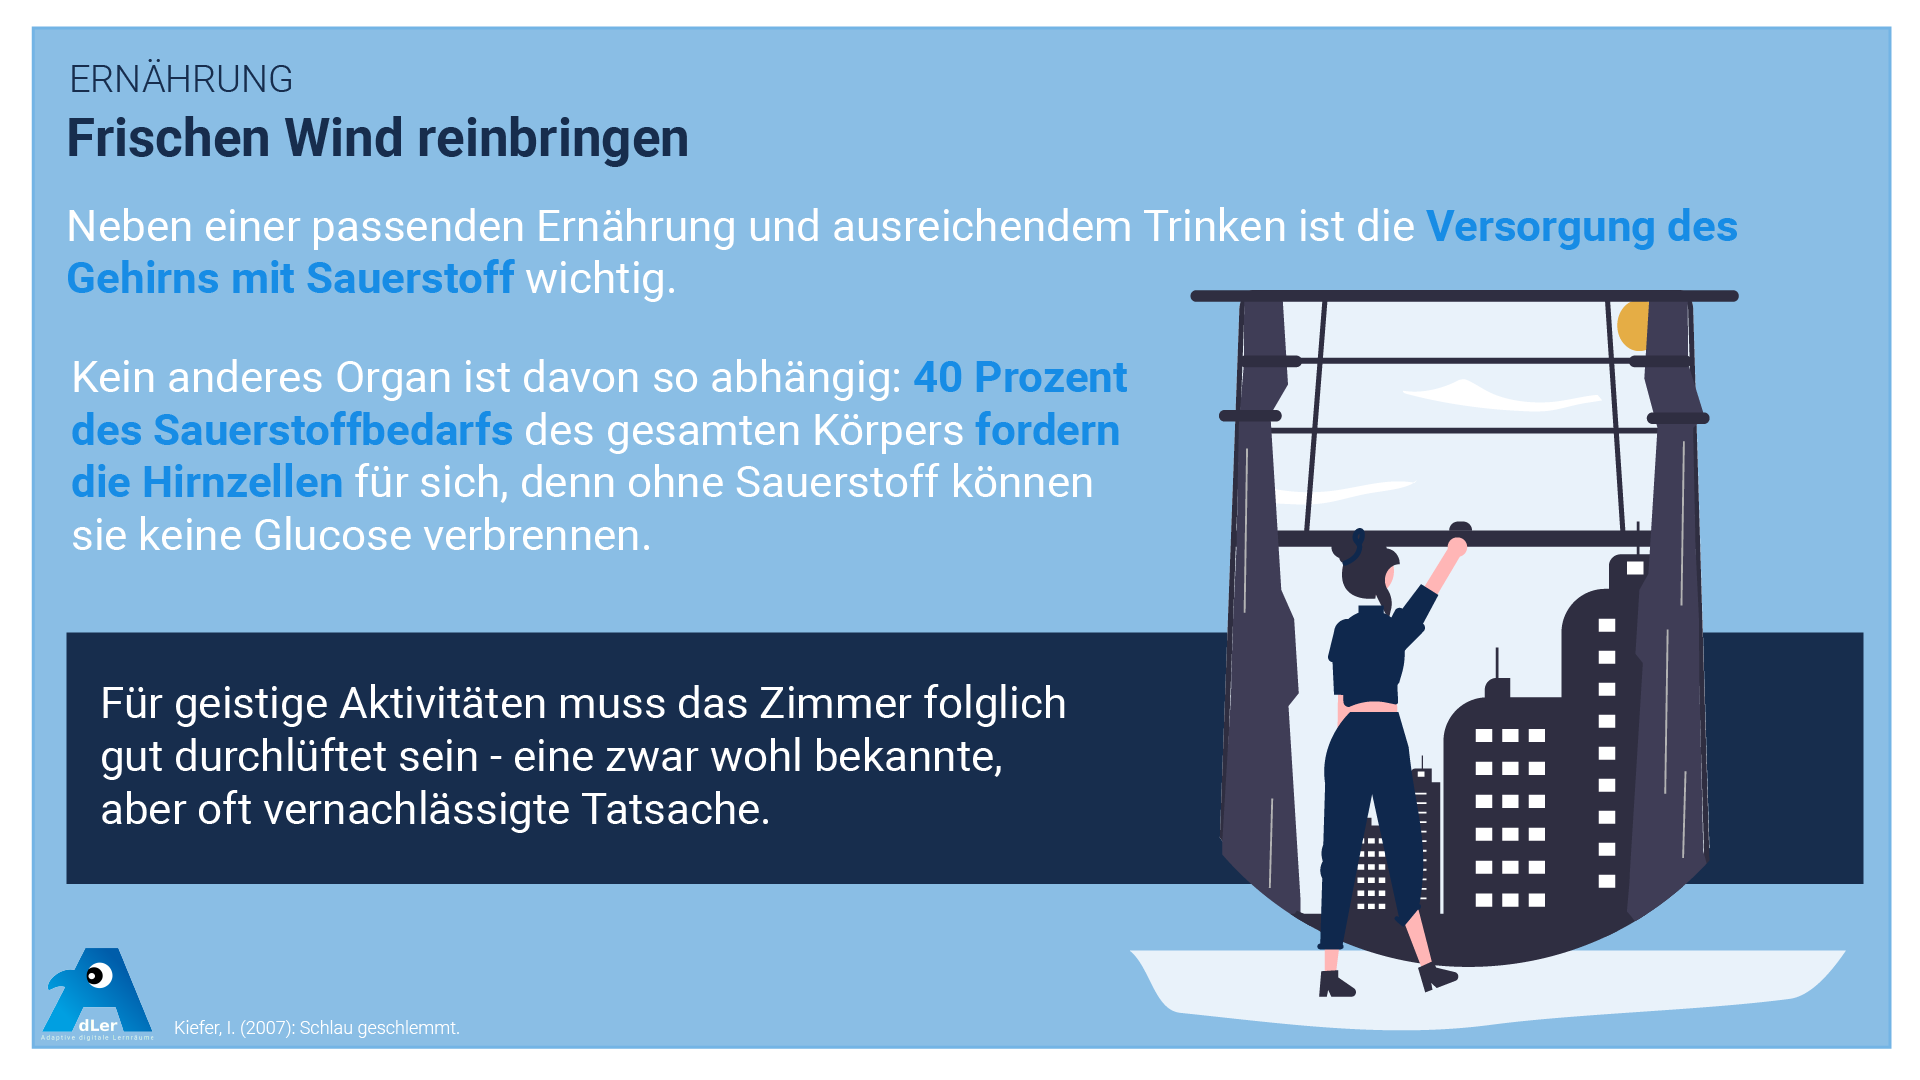 ERNÄHRUNG
Frischen Wind reinbringen
Neben einer passenden Ernährung und ausreichendem Trinken ist die Versorgung des
Gehirns mit Sauerstoff wichtig.
Kein anderes Organ ist davon so abhängig: 40 Prozent
des Sauerstoffbedarfs des gesamten Körpers fordern
die Hirnzellen für sich, denn ohne Sauerstoff können
sie keine Glucose verbrennen.
Für geistige Aktivitäten muss das Zimmer folglich
gut durchlüftet sein - eine zwar wohl bekannte,
aber oft vernachlässigte Tatsache.
dLer
Adaptive digitale Lernräume
Kiefer, I. (2007): Schlau geschlemmt.